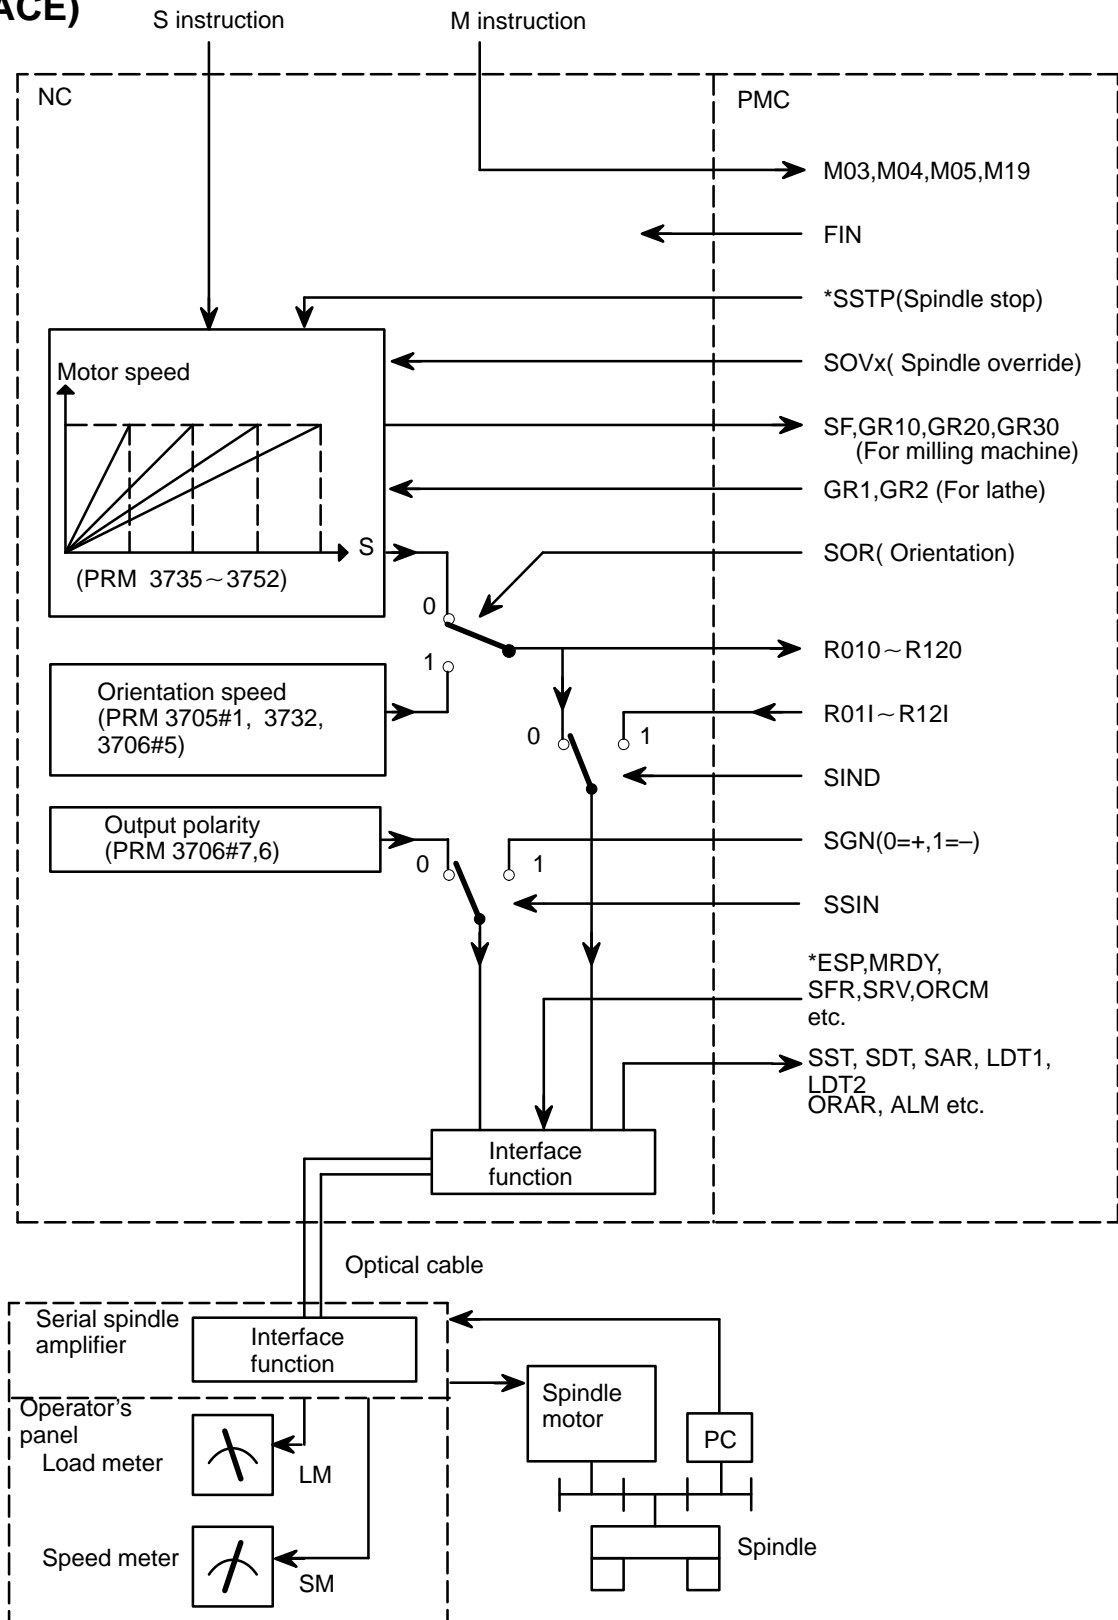 ACE)
S instruction
M instruction
NC
PMC
M03,M04,M05,M19
FIN
*SSTP(Spindle stop)
SOVx( Spindle override)
Motor speed
SF,GR10,GR20,GR30
(For milling machine)
GR1,GR2 (For lathe)
S
SOR( Orientation)
(PRM 3735~3752)
0
1
R010~R120
Orientation speed
(PRM 3705#1, 3732,
3706#5)
R01I~R12I
0
1
SIND
Output polarity
(PRM 3706#7,6)
SGN(0=+,1=–)
0
1
SSIN
*ESP,MRDY,
SFR,SRV,ORCM
etc.
SST, SDT, SAR, LDT1,
LDT2
ORAR, ALM etc.
Interface
function
Optical cable
Serial spindle
amplifier
Interface
function
Spindle
motor
Operator's
panel
PC
Load meter
LM
Speed meter
SM
Spindle